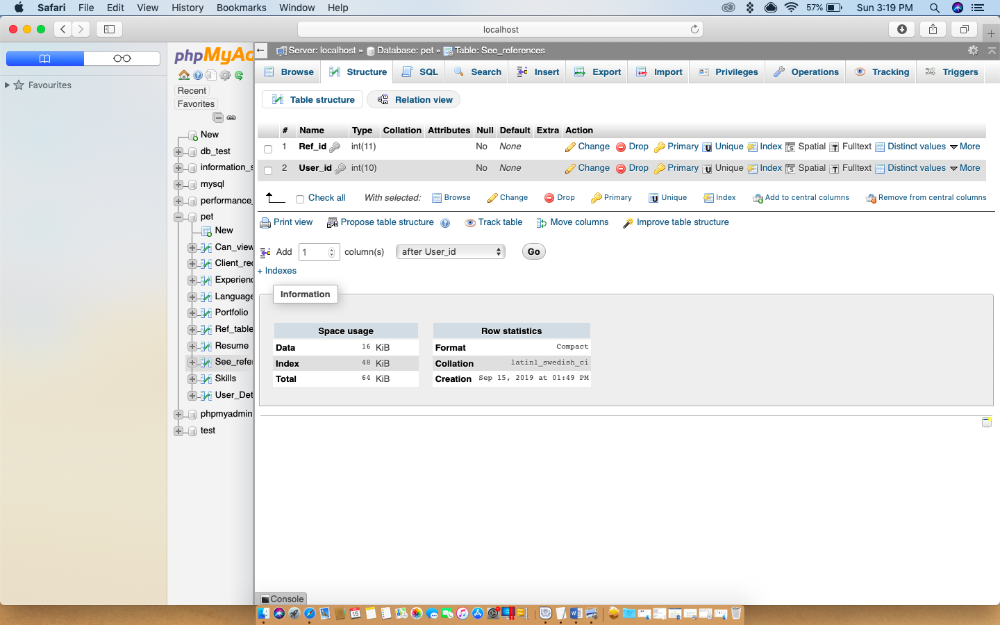 Safari File Edit View History Bookmarks Window Help 57% Sun 3:19 PM
localhost
Favourites
phpMyAc
Recent
Favorites
New
db_test
information_s
mysql
performance_
pet
New
Can_view
Client_rec
Experienc
Language
Portfolio
Ref_table
Resume
See_refer
Skills
User_Det
phpmyadmin
test
Server: localhost » Database: pet » Table: See_references
Browse Structure SQL Search Insert Export Import Privileges Operations Tracking Triggers
Table structure Relation view
# Name Type Collation Attributes Null Default Extra Action
1 Ref_id int(11) No None Change Drop Primary Unique Index Spatial Fulltext Distinct values More
2 User_id int(10) No None Change Drop Primary Unique Index Spatial Fulltext Distinct values More
Check all With selected: Browse Change Drop Primary Unique Index Add to central columns Remove from central columns
Print view Propose table structure Track table Move columns Improve table structure
Add 1 column(s) after User_id Go
+ Indexes
Information
Space usage
Data 16 KiB
Index 48 KiB
Total 64 KiB
Row statistics
Format Compact
Collation latin1_swedish_ci
Creation Sep 15, 2019 at 01:49 PM
Console
15